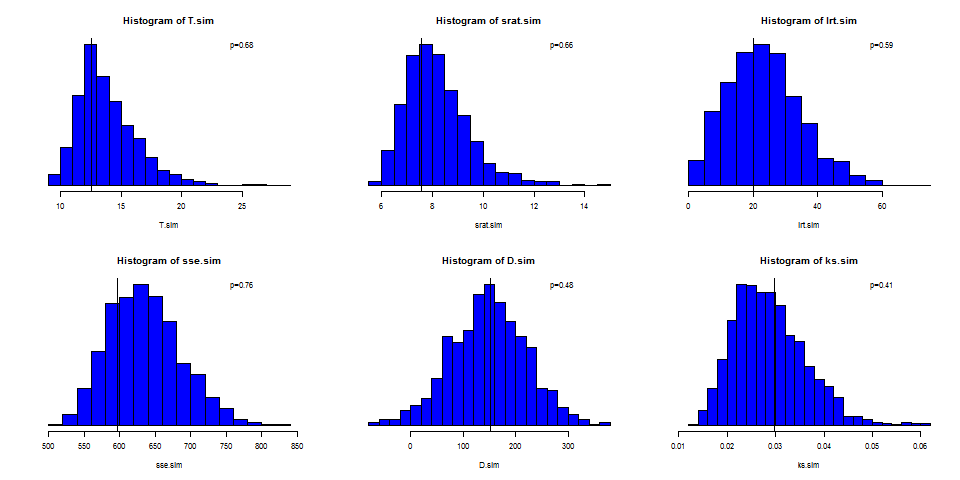 Histogram of T.sim
p=0.68
10 15 20 25
T.sim
Histogram of srat.sim
p=0.66
6 8 10 12 14
srat.sim
Histogram of lrt.sim
p=0.59
0 20 40 60
lrt.sim
Histogram of sse.sim
p=0.76
500 550 600 650 700 750 800 850
sse.sim
Histogram of D.sim
p=0.48
0 100 200 300
D.sim
Histogram of ks.sim
p=0.41
0.01 0.02 0.03 0.04 0.05 0.06
ks.sim